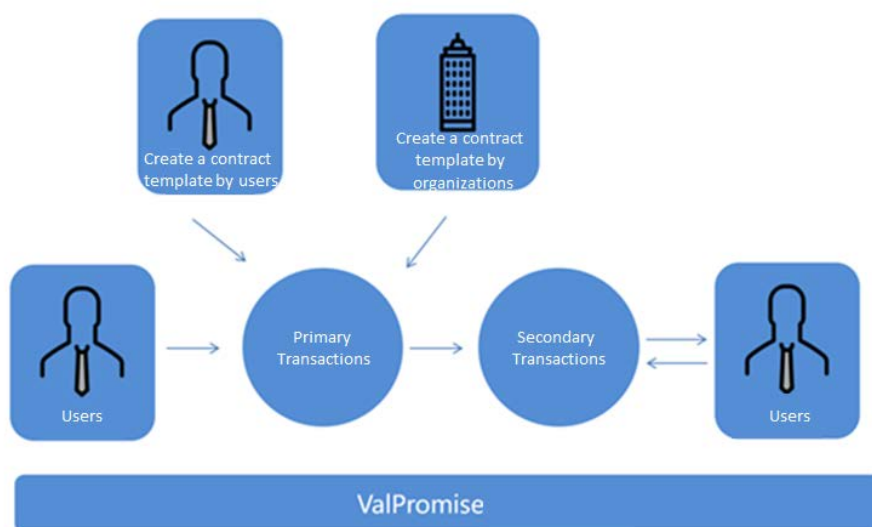 Create a contract
template by users
Create a contract
template by
organizations
Users
Primary
Transactions
Secondary
Transactions
Users
ValPromise